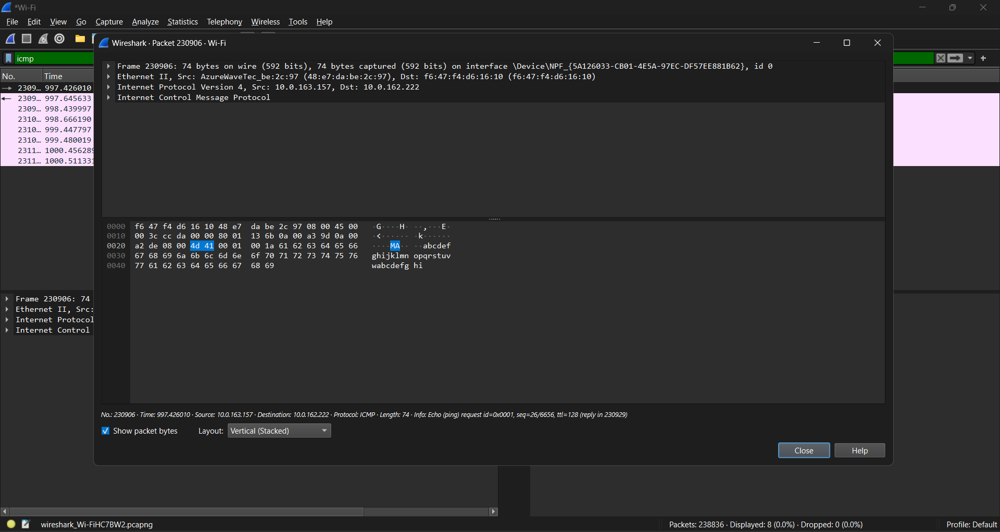 *Wi-Fi
File Edit View Go Capture Analyze Statistics Telephony Wireless Tools Help
Wireshark · Packet 230906 · Wi-Fi
icmp
No. Time
2309… 997.426010
2309… 997.645633
2309… 998.439997
2310… 998.666190
2310… 999.447797
2310… 999.480019
2311… 1000.456289
2311… 1000.511331
Frame 230906: 74 bytes on wire (592 bits), 74 bytes captured (592 bits) on interface \Device\NPF_{5A126033-CB01-4E5A-97EC-DF57EE881B62}, id 0
Ethernet II, Src: AzureWaveTec_be:2c:97 (48:e7:da:be:2c:97), Dst: f6:47:f4:d6:16:10 (f6:47:f4:d6:16:10)
Internet Protocol Version 4, Src: 10.0.163.157, Dst: 10.0.162.222
Internet Control Message Protocol
0000 f6 47 f4 d6 16 10 48 e7 da be 2c 97 08 00 45 00 ·G····H· ··,···E·
0010 00 3c cc da 00 00 80 01 13 6b 0a 00 a3 9d 0a 00 ·<······ ·k······
0020 a2 de 08 00 4d 41 00 01 00 1a 61 62 63 64 65 66 ····MA·· ··abcdef
0030 67 68 69 6a 6b 6c 6d 6e 6f 70 71 72 73 74 75 76 ghijklmn opqrstuv
0040 77 61 62 63 64 65 66 67 68 69 wabcdefg hi
Frame 230906: 74
Ethernet II, Src:
Internet Protocol
Internet Control
No.: 230906 · Time: 997.426010 · Source: 10.0.163.157 · Destination: 10.0.162.222 · Protocol: ICMP · Length: 74 · Info: Echo (ping) request id=0x0001, seq=26/6656, ttl=128 (reply in 230929)
Show packet bytes Layout: Vertical (Stacked)
Close Help
wireshark_Wi-FiHC7BW2.pcapng Packets: 238836 · Displayed: 8 (0.0%) · Dropped: 0 (0.0%) Profile: Default